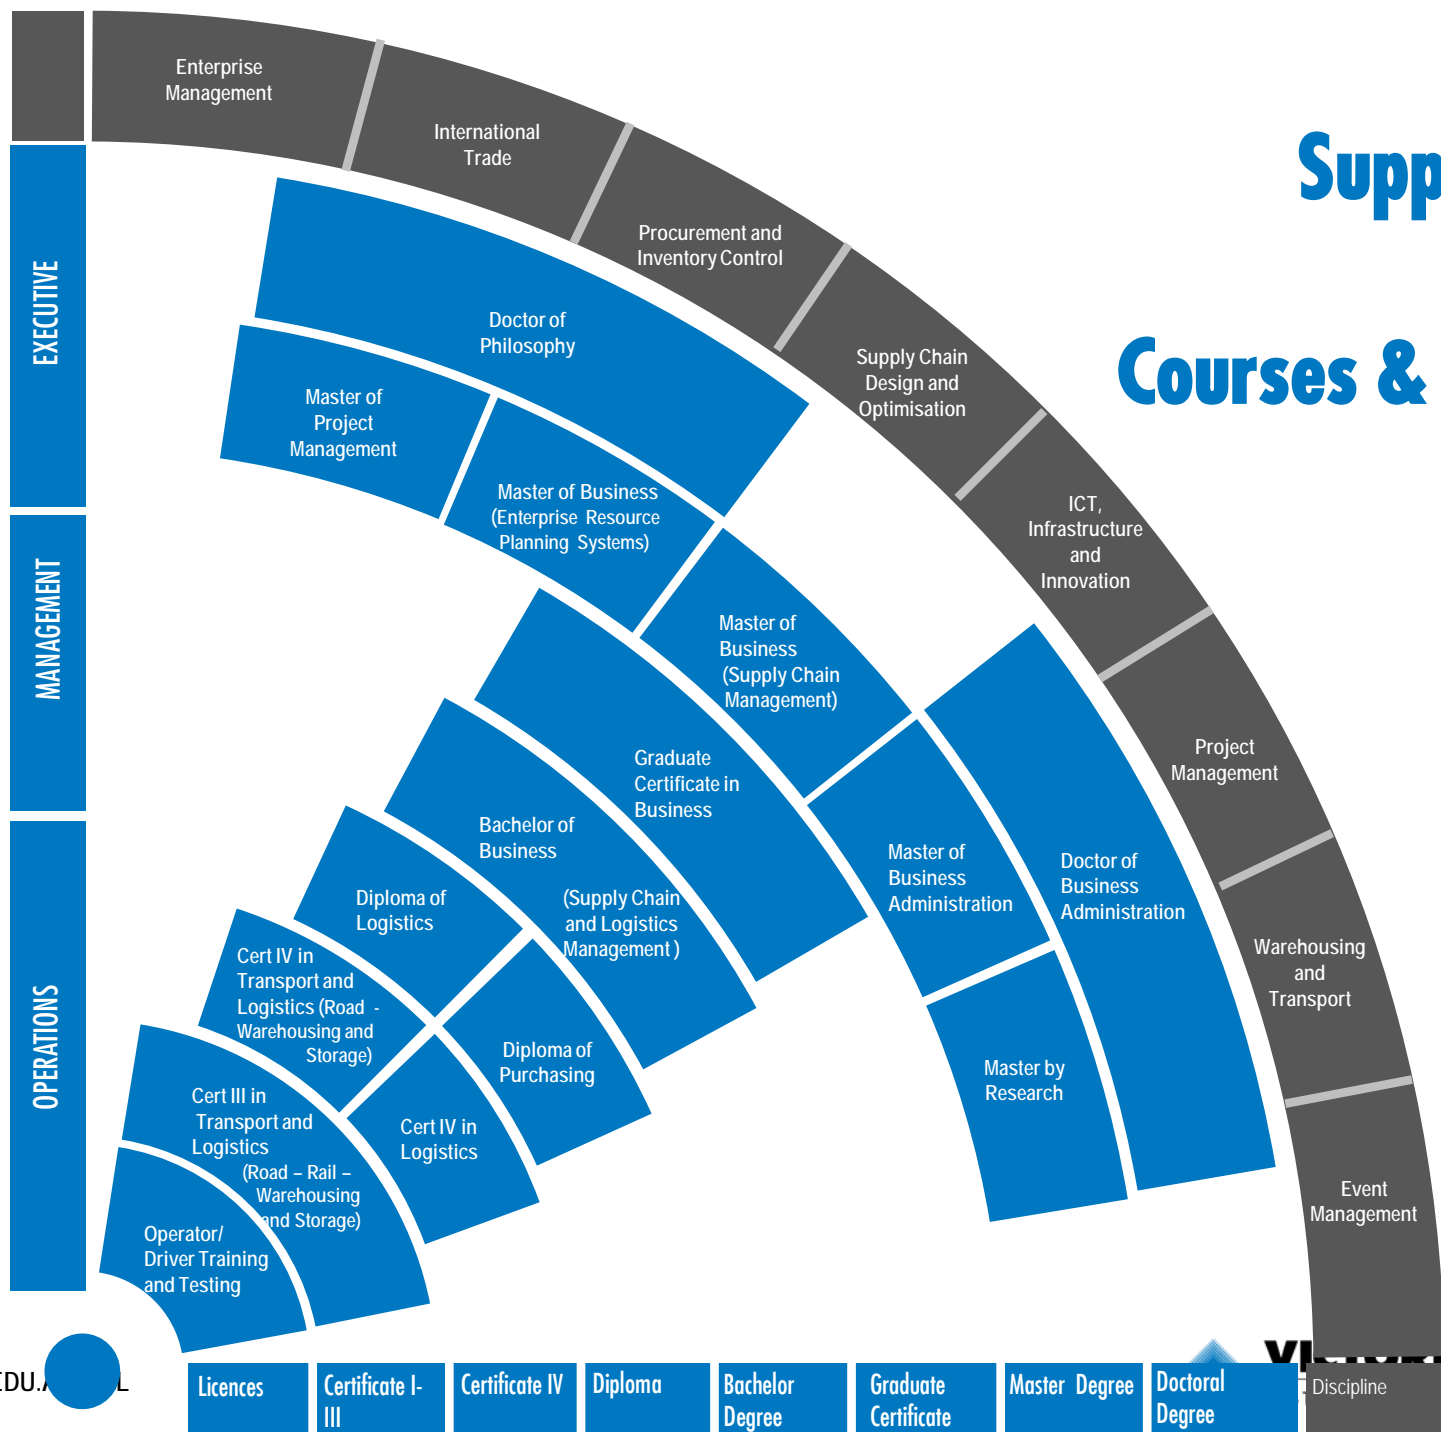 Enterprise
Management
International
Trade
Procurement and
Inventory Control
Supply Chain
Design and
Optimisation
ICT,
Infrastructure
and
Innovation
Project
Management
Warehousing
and
Transport
Event
Management
Supp
Courses &
EXECUTIVE
MANAGEMENT
OPERATIONS
Doctor of
Philosophy
Master of
Project
Management
Master of Business
(Enterprise Resource
Planning Systems)
Master of
Business
(Supply Chain
Management)
Graduate
Certificate in
Business
Master of
Business
Administration
Doctor of
Business
Administration
Bachelor of
Business
(Supply Chain
and Logistics
Management )
Diploma of
Logistics
Cert IV in
Transport and
Logistics (Road -
Warehousing and
Storage)
Diploma of
Purchasing
Master by
Research
Cert III in
Transport and
Logistics
(Road – Rail –
Warehousing
and Storage)
Cert IV in
Logistics
Operator/
Driver Training
and Testing
EDU.
Licences
Certificate I-
III
Certificate IV
Diploma
Bachelor
Degree
Graduate
Certificate
Master Degree
Doctoral
Degree
Discipline